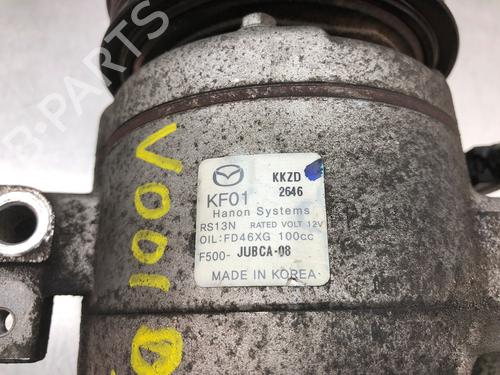 KKZD
2646
KF01
Hanon Systems
RS13N RATED VOLT 12V
OIL:FD46XG 100cc
F500-JUBCA-08
MADE IN KOREA
V001
B-PARTS